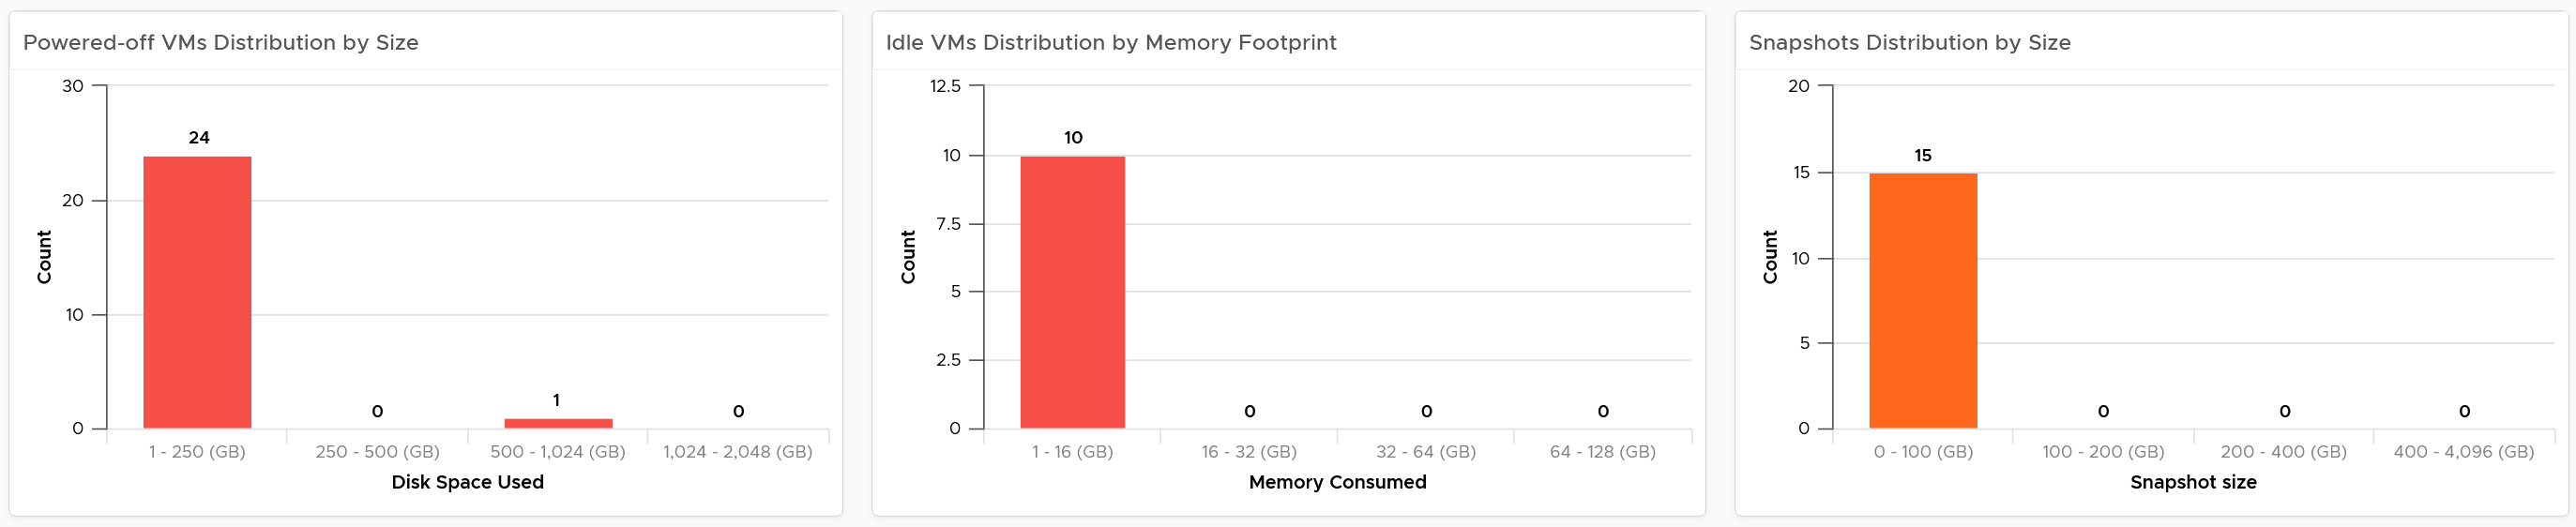 Powered-off VMs Distribution by Size
30
20
10
0
Count
24
0
1
0
1 - 250 (GB)
250 - 500 (GB)
500 - 1,024 (GB)
1,024 - 2,048 (GB)
Disk Space Used
Idle VMs Distribution by Memory Footprint
12.5
10
7.5
5
2.5
0
Count
10
0
0
0
1 - 16 (GB)
16 - 32 (GB)
32 - 64 (GB)
64 - 128 (GB)
Memory Consumed
Snapshots Distribution by Size
20
15
10
5
0
Count
15
0
0
0
0 - 100 (GB)
100 - 200 (GB)
200 - 400 (GB)
400 - 4,096 (GB)
Snapshot size